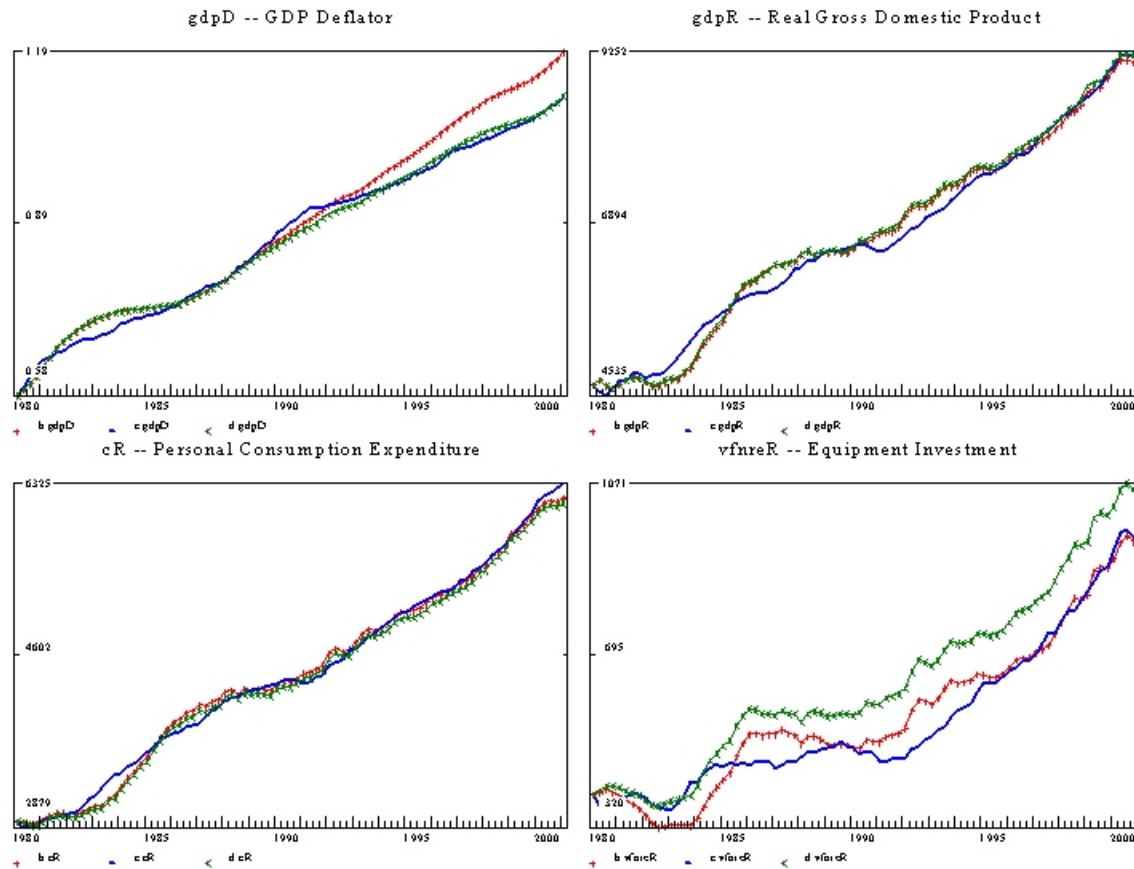 gdpD -- GDP Deflator
1.19
0.89
0.58
1980 1985 1990 1995 2000
b gdpD c gdpD d gdpD
gdpR -- Real Gross Domestic Product
9252
6894
4535
1980 1985 1990 1995 2000
b gdpR c gdpR d gdpR
cR -- Personal Consumption Expenditure
6325
4602
2879
1980 1985 1990 1995 2000
b cR c cR d cR
vfnreR -- Equipment Investment
1071
695
320
1980 1985 1990 1995 2000
b vfnreR c vfnreR d vfnreR